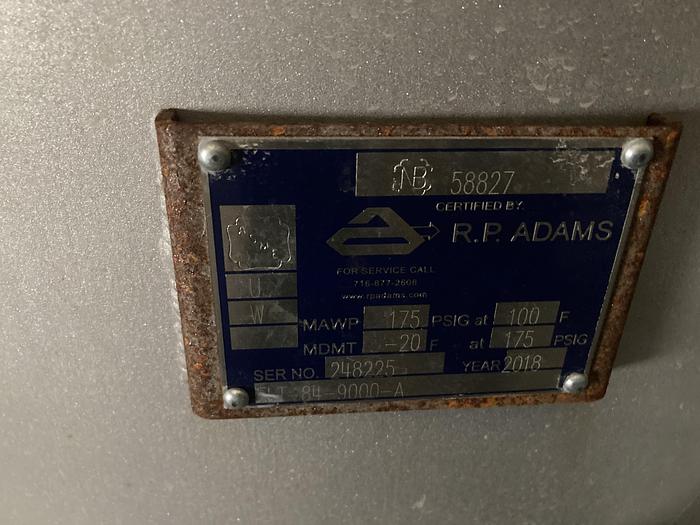 NB 58827
CERTIFIED BY:
R.P. ADAMS
ASME
FOR SERVICE CALL
716-877-2608
www.rpadams.com
U
W
MAWP 175 PSIG at 100 F
MDMT -20 F at 175 PSIG
SER NO. 248225 YEAR 2018
84-9000-A